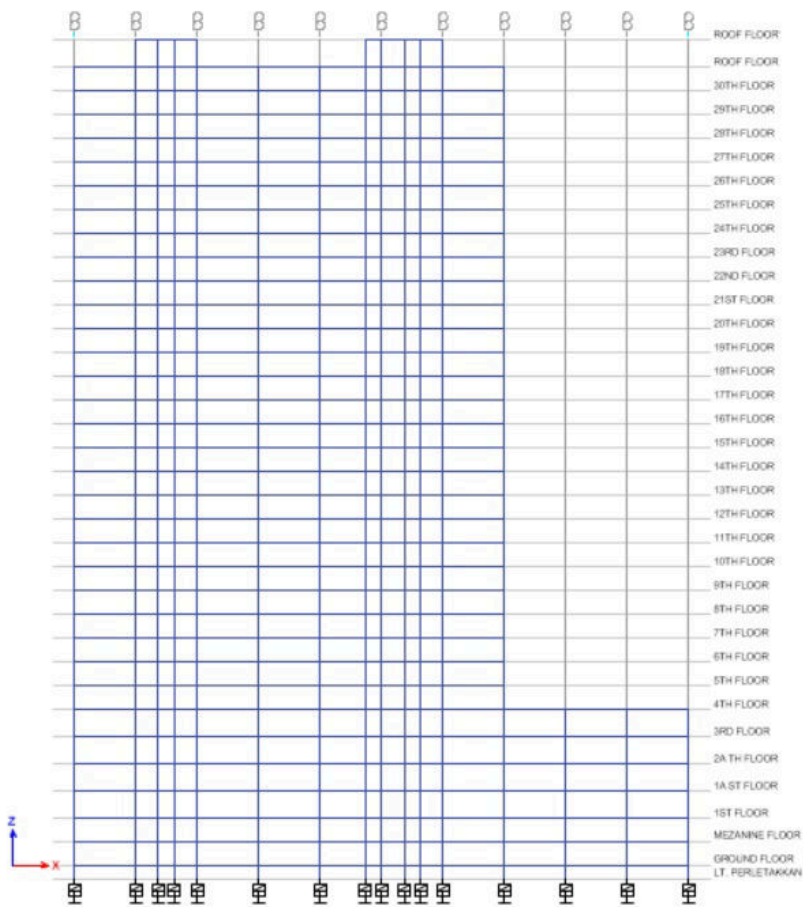 ROOF FLOOR
ROOF FLOOR
30TH FLOOR
29TH FLOOR
28TH FLOOR
27TH FLOOR
26TH FLOOR
25TH FLOOR
24TH FLOOR
23RD FLOOR
22ND FLOOR
21ST FLOOR
20TH FLOOR
19TH FLOOR
18TH FLOOR
17TH FLOOR
16TH FLOOR
15TH FLOOR
14TH FLOOR
13TH FLOOR
12TH FLOOR
11TH FLOOR
10TH FLOOR
9TH FLOOR
8TH FLOOR
7TH FLOOR
6TH FLOOR
5TH FLOOR
4TH FLOOR
3RD FLOOR
2A TH FLOOR
1A ST FLOOR
1ST FLOOR
MEZANINE FLOOR
GROUND FLOOR
LT. PERLETAKKAN
Z
X